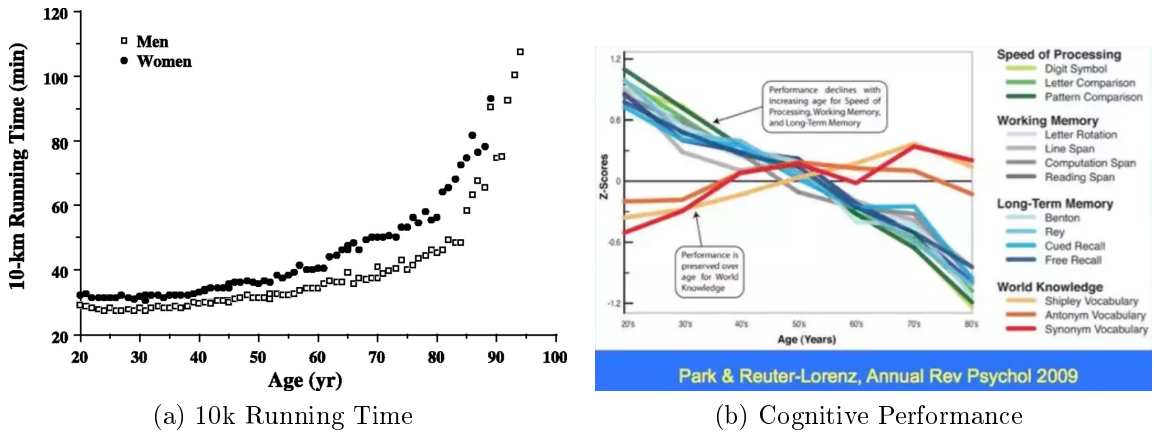 120
100
80
60
40
20
10-km Running Time (min)
Men
Women
20
30
40
50
60
70
80
90
100
Age (yr)
(a) 10k Running Time
1.2
0.6
0
-0.6
-1.2
Z-Scores
Performance declines with
increasing age for Speed of
Processing, Working Memory,
and Long-Term Memory
Performance is
preserved over
age for World
Knowledge
20's
30's
40's
50's
60's
70's
80's
Age (Years)
Speed of Processing
Digit Symbol
Letter Comparison
Pattern Comparison
Working Memory
Letter Rotation
Line Span
Computation Span
Reading Span
Long-Term Memory
Benton
Rey
Cued Recall
Free Recall
World Knowledge
Shipley Vocabulary
Antonym Vocabulary
Synonym Vocabulary
Park & Reuter-Lorenz, Annual Rev Psychol 2009
(b) Cognitive Performance